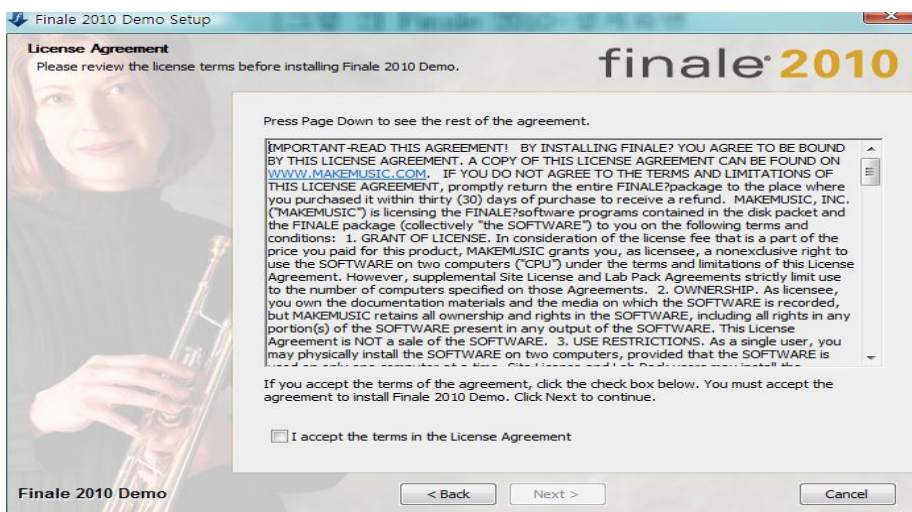 Finale 2010 Demo Setup
License Agreement
Please review the license terms before installing Finale 2010 Demo.
finale® 2010
Press Page Down to see the rest of the agreement.
IMPORTANT-READ THIS AGREEMENT! BY INSTALLING FINALE? YOU AGREE TO BE BOUND
BY THIS LICENSE AGREEMENT. A COPY OF THIS LICENSE AGREEMENT CAN BE FOUND ON
WWW.MAKEMUSIC.COM. IF YOU DO NOT AGREE TO THE TERMS AND LIMITATIONS OF
THIS LICENSE AGREEMENT, promptly return the entire FINALE?package to the place where
you purchased it within thirty (30) days of purchase to receive a refund. MAKEMUSIC, INC.
("MAKEMUSIC") is licensing the FINALE?software programs contained in the disk packet and
the FINALE package (collectively "the SOFTWARE") to you on the following terms and
conditions: 1. GRANT OF LICENSE. In consideration of the license fee that is a part of the
price you paid for this product, MAKEMUSIC grants you, as licensee, a nonexclusive right to
use the SOFTWARE on two computers ("CPU") under the terms and limitations of this License
Agreement. However, supplemental Site License and Lab Pack Agreements strictly limit use
to the number of computers specified on those Agreements. 2. OWNERSHIP. As licensee,
you own the documentation materials and the media on which the SOFTWARE is recorded,
but MAKEMUSIC retains all ownership and rights in the SOFTWARE, including all rights in any
portion(s) of the SOFTWARE present in any output of the SOFTWARE. This License
Agreement is NOT a sale of the SOFTWARE. 3. USE RESTRICTIONS. As a single user, you
may physically install the SOFTWARE on two computers, provided that the SOFTWARE is
If you accept the terms of the agreement, click the check box below. You must accept the
agreement to install Finale 2010 Demo. Click Next to continue.
I accept the terms in the License Agreement
Finale 2010 Demo
< Back
Next >
Cancel